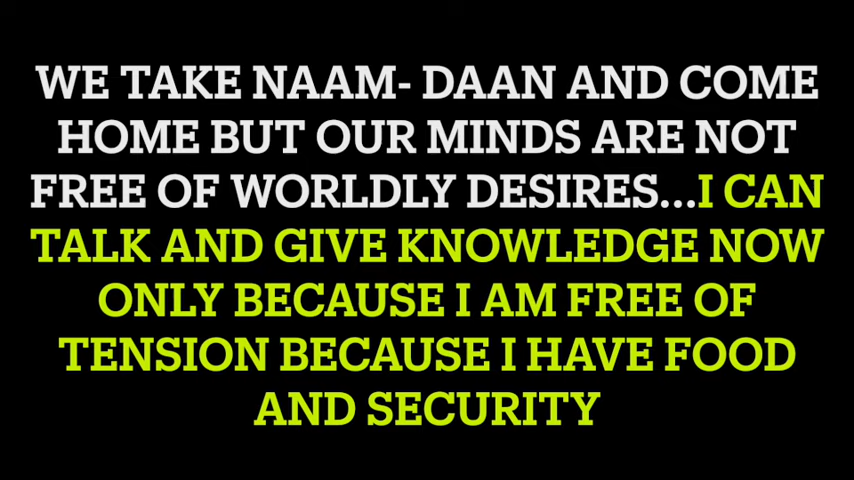 WE TAKE NAAM- DAAN AND COME
HOME BUT OUR MINDS ARE NOT
FREE OF WORLDLY DESIRES...I CAN
TALK AND GIVE KNOWLEDGE NOW
ONLY BECAUSE I AM FREE OF
TENSION BECAUSE I HAVE FOOD
AND SECURITY